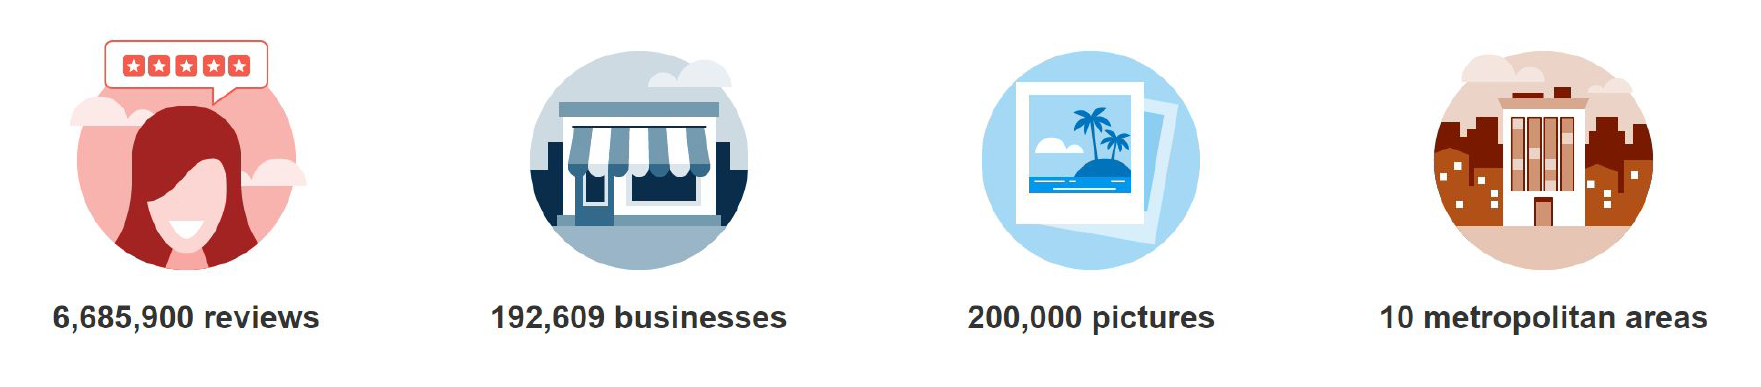 6,685,900 reviews
192,609 businesses
200,000 pictures
10 metropolitan areas